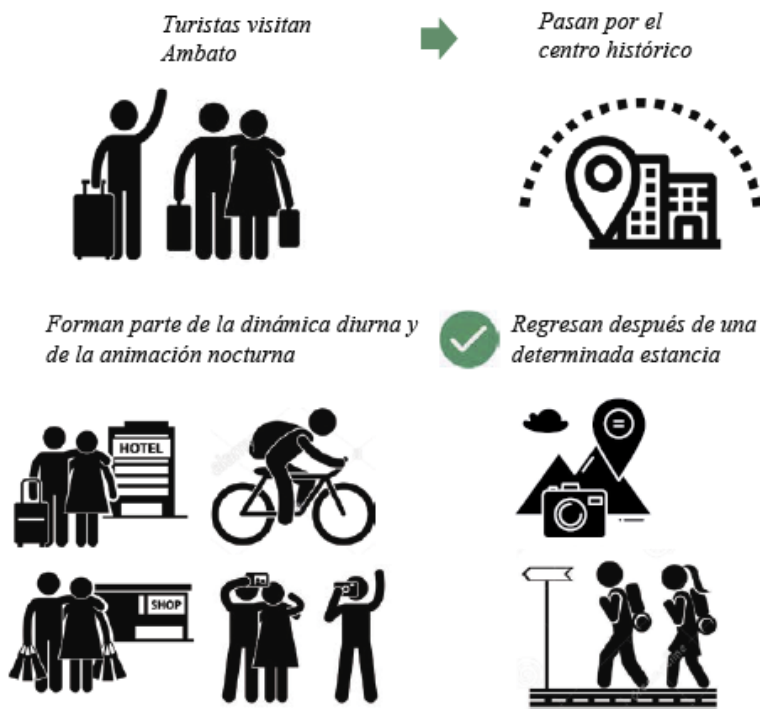 Turistas visitan
Ambato
Pasan por el
centro histórico
Forman parte de la dinámica diurna y
de la animación nocturna
Regresan después de una
determinada estancia
HOTEL
SHOP